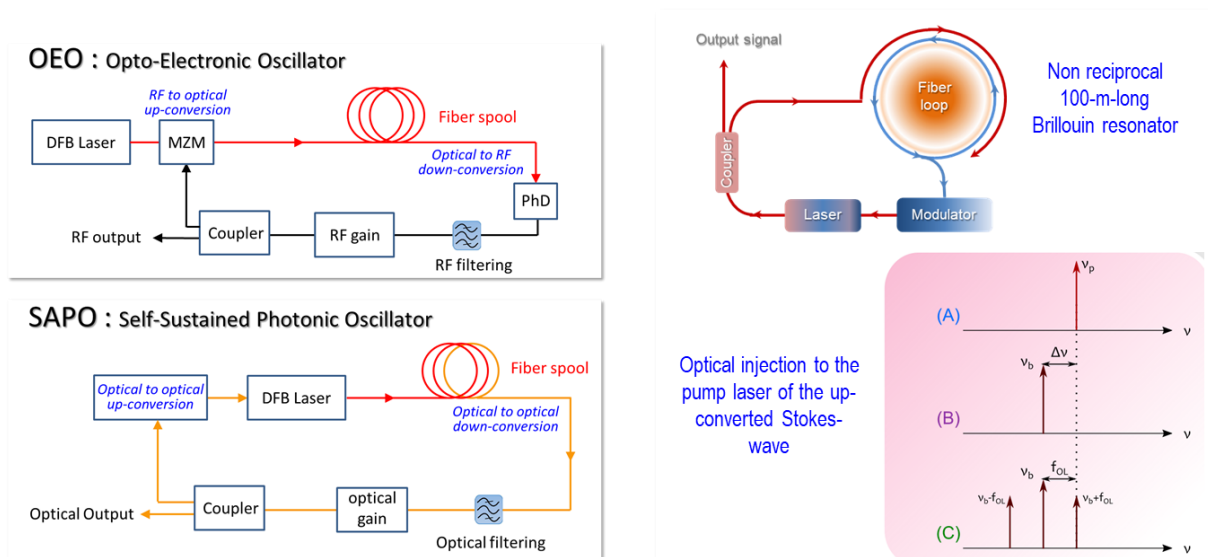 OEO : Opto-Electronic Oscillator
RF to optical
up-conversion
DFB Laser
MZM
Fiber spool
Optical to RF
down-conversion
PhD
RF output
Coupler
RF gain
RF filtering
SAPO : Self-Sustained Photonic Oscillator
Optical to optical
up-conversion
DFB Laser
Fiber spool
Optical to optical
down-conversion
Optical Output
Coupler
optical
gain
Optical filtering
Output signal
Fiber
loop
Coupler
Laser
Modulator
Non reciprocal
100-m-long
Brillouin resonator
Optical injection to the
pump laser of the up-
converted Stokes-
wave
νp
(A)
ν
νb
Δν
(B)
ν
νb
fOL
νb-fOL
νb+fOL
(C)
ν